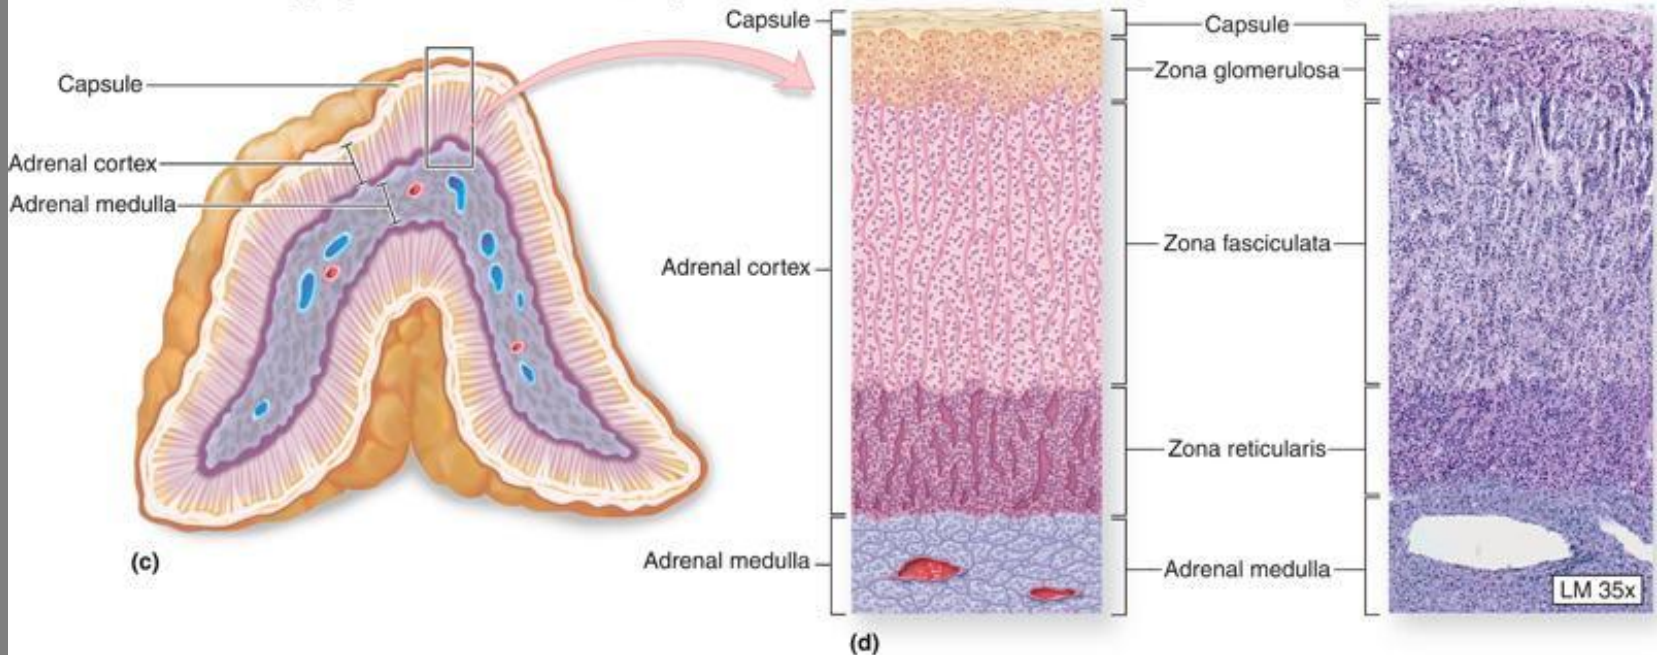 Capsule
Adrenal cortex
Adrenal medulla
(c)
Capsule
Adrenal cortex
Adrenal medulla
Capsule
Zona glomerulosa
Zona fasciculata
Zona reticularis
Adrenal medulla
LM 35x
(d)